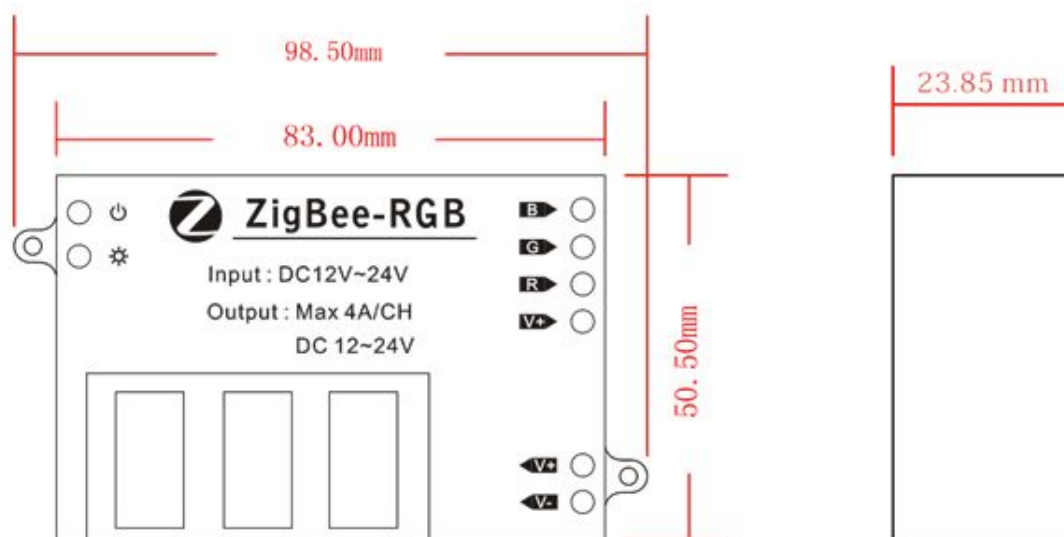 98.50mm
23.85 mm
83.00mm
Z ZigBee-RGB
Input : DC12V~24V
Output : Max 4A/CH
DC 12~24V
B
G
R
V+
50.50mm
V+
V-